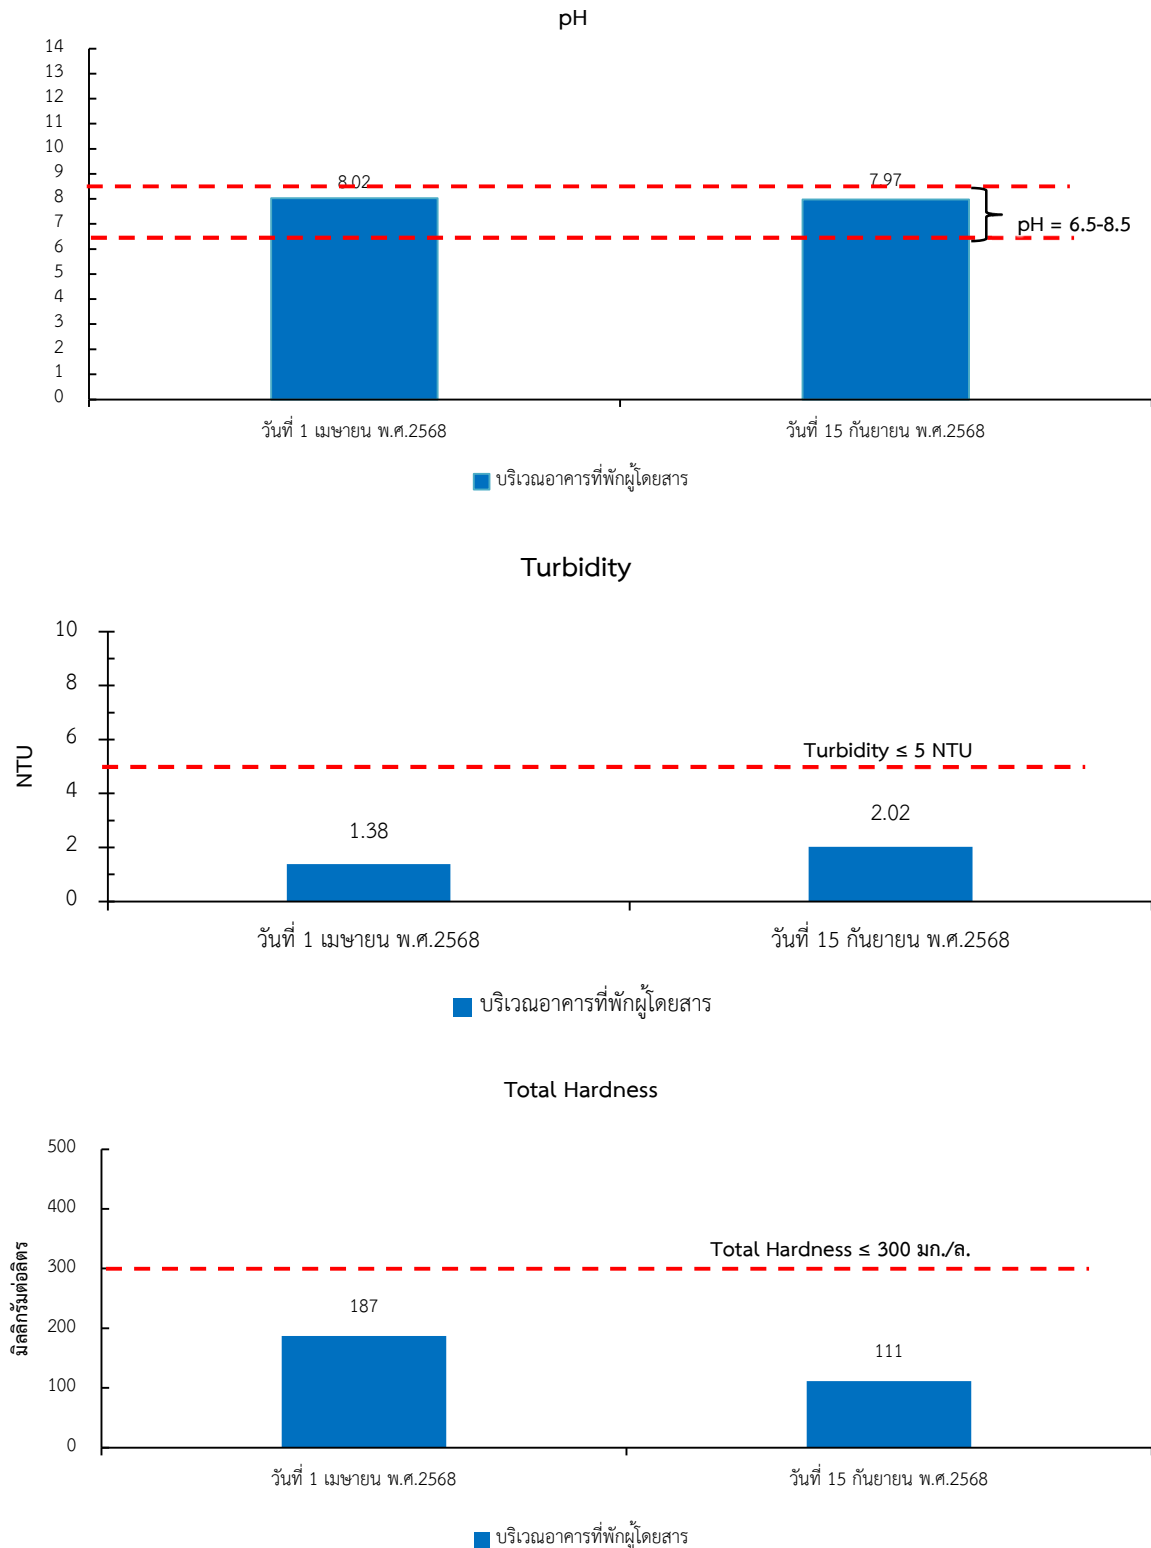 pH
14
13
12
11
10
9
8
7
6
5
4
3
2
1
0
8.02
7.97
pH = 6.5-8.5
วันที่ 1 เมษายน พ.ศ.2568
วันที่ 15 กันยายน พ.ศ.2568
บริเวณอาคารที่พักผู้โดยสาร
Turbidity
NTU
10
8
6
4
2
0
Turbidity ≤ 5 NTU
1.38
2.02
วันที่ 1 เมษายน พ.ศ.2568
วันที่ 15 กันยายน พ.ศ.2568
บริเวณอาคารที่พักผู้โดยสาร
Total Hardness
มิลลิกรัมต่อลิตร
500
400
300
200
100
0
Total Hardness ≤ 300 มก./ล.
187
111
วันที่ 1 เมษายน พ.ศ.2568
วันที่ 15 กันยายน พ.ศ.2568
บริเวณอาคารที่พักผู้โดยสาร